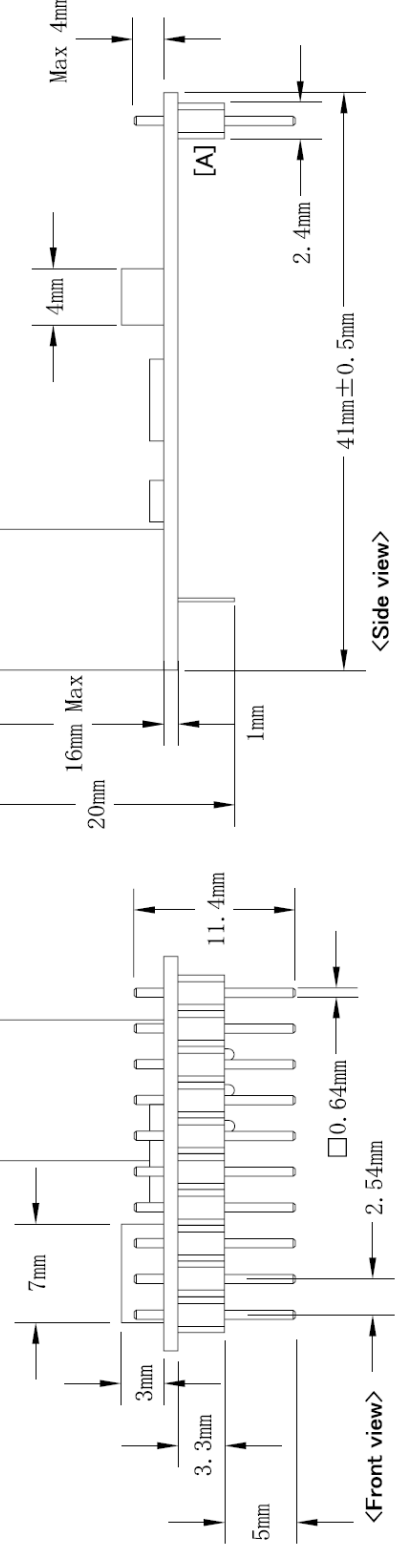 Max 4mm
[A]
2.4mm
4mm
41mm±0.5mm
<Side view>
16mm Max
1mm
20mm
11.4mm
□0.64mm
2.54mm
7mm
3mm
3.3mm
5mm
<Front view>